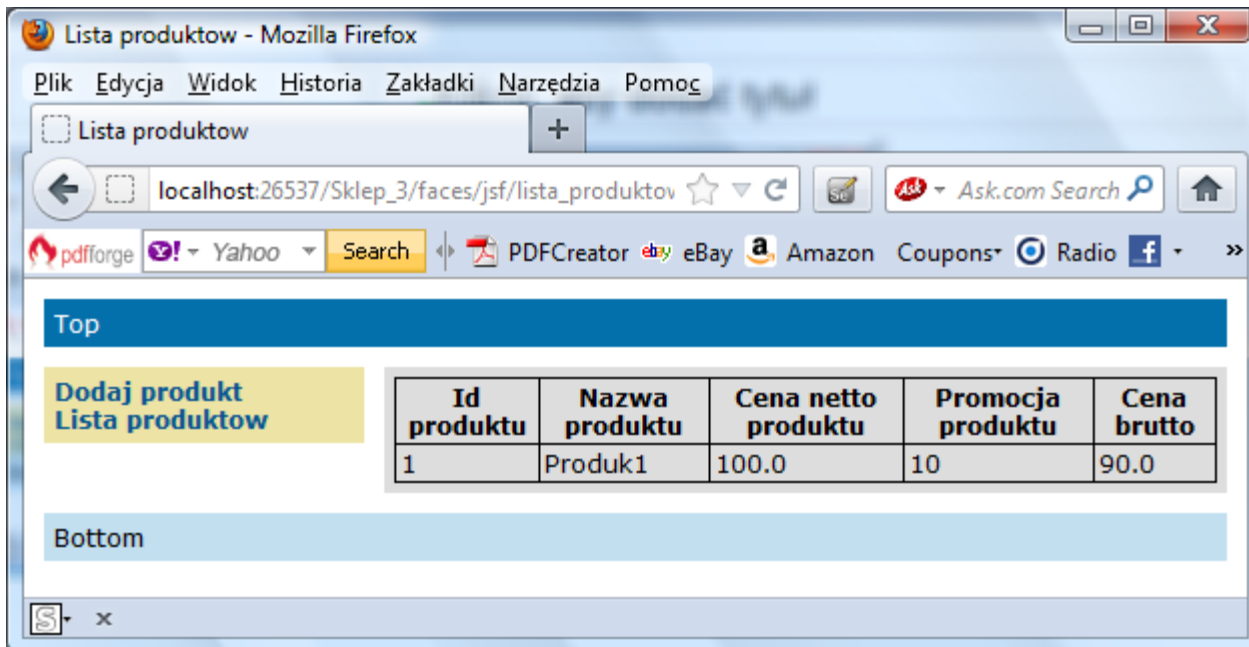 Lista produktow - Mozilla Firefox
Plik Edycja Widok Historia Zakładki Narzędzia Pomoc
Lista produktow
localhost:26537/Sklep_3/faces/jsf/lista_produktov
Ask.com Search
pdfforge Y! Yahoo Search PDFCreator ebay eBay a Amazon Coupons Radio f »
Top
Dodaj produkt
Lista produktow
Id produktu Nazwa produktu Cena netto produktu Promocja produktu Cena brutto
1 Produk1 100.0 10 90.0
Bottom
S x